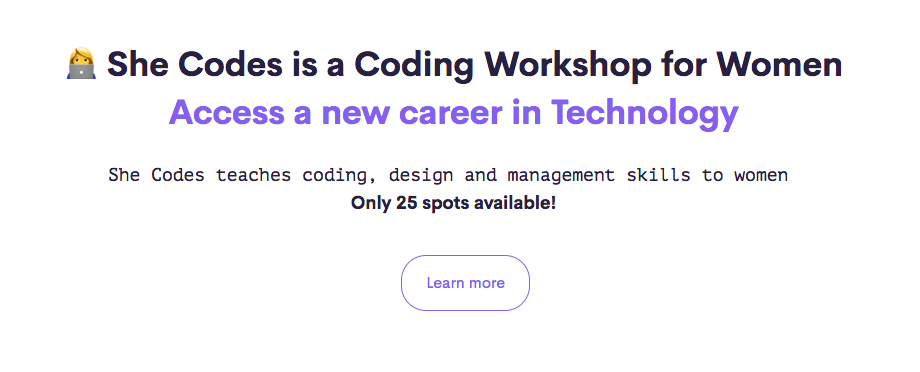 She Codes is a Coding Workshop for Women
Access a new career in Technology
She Codes teaches coding, design and management skills to women
Only 25 spots available!
Learn more